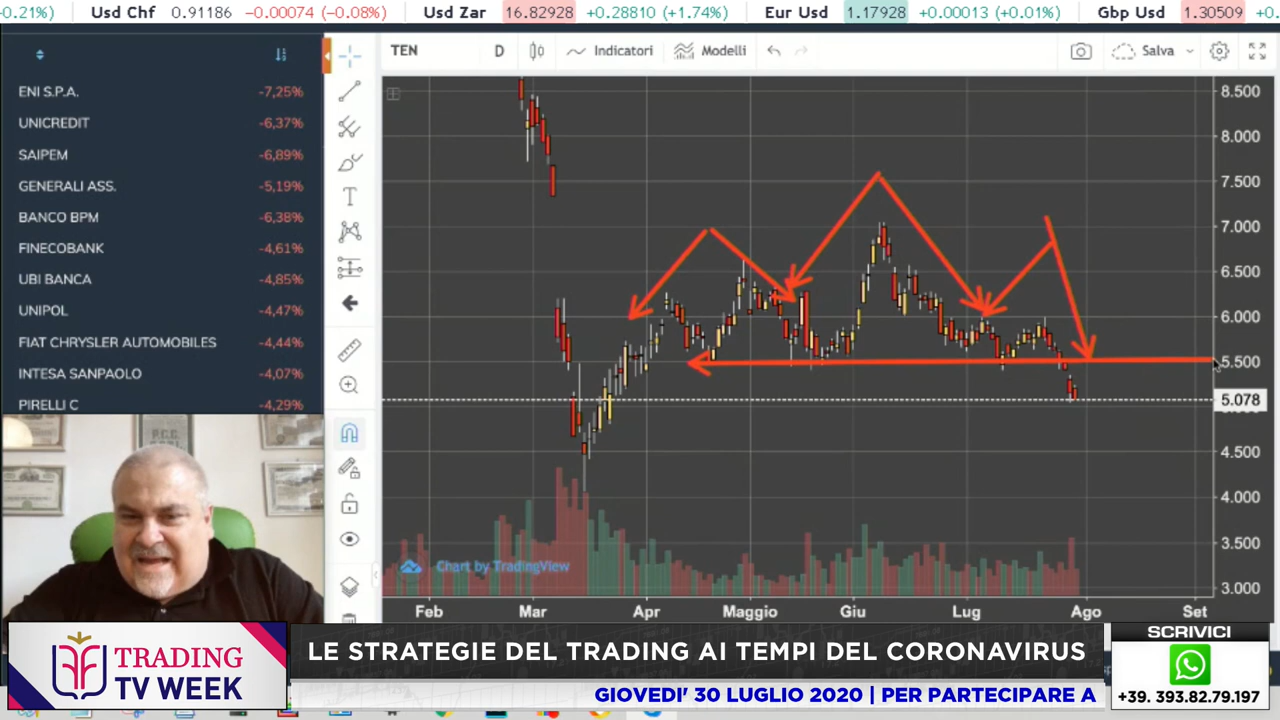 -0.21%)
Usd Chf 0.91186 -0.00074 (-0.08%)
Usd Zar 16.82928 +0.28810 (+1.74%)
Eur Usd 1.17928 +0.00013 (+0.01%)
Gbp Usd 1.30509 +0.
TEN
D
Indicatori
Modelli
Salva
ENI S.P.A. -7,25%
UNICREDIT -6,37%
SAIPEM -6,89%
GENERALI ASS. -5,19%
BANCO BPM -6,38%
FINECOBANK -4,61%
UBI BANCA -4,85%
UNIPOL -4,47%
FIAT CHRYSLER AUTOMOBILES -4,44%
INTESA SANPAOLO -4,07%
PIRELLI C -4,29%
T
8.500
8.000
7.500
7.000
6.500
6.000
5.500
5.078
4.500
4.000
3.500
3.000
Chart by TradingView
Feb Mar Apr Maggio Giu Lug Ago Set
TRADING
TV WEEK
LE STRATEGIE DEL TRADING AI TEMPI DEL CORONAVIRUS
GIOVEDI' 30 LUGLIO 2020 | PER PARTECIPARE A
SCRIVICI
+39. 393.82.79.197